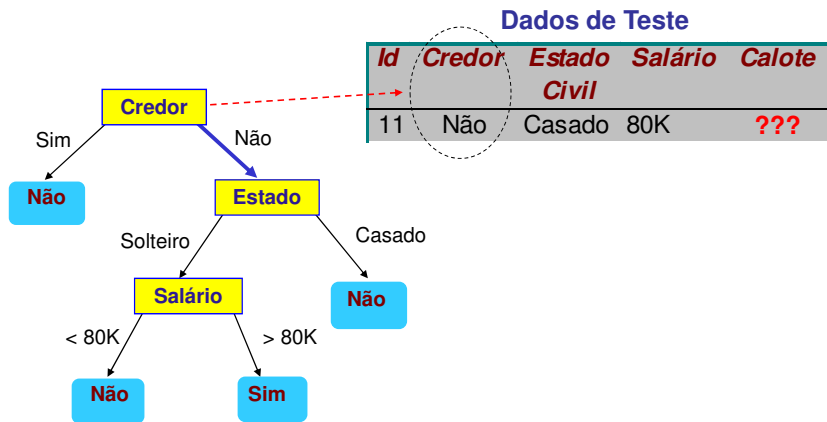 Dados de Teste
Id Credor Estado Civil Salário Calote
11 Não Casado 80K ???
Credor
Sim
Não
Não
Estado
Solteiro
Casado
Salário
Não
< 80K
> 80K
Não
Sim